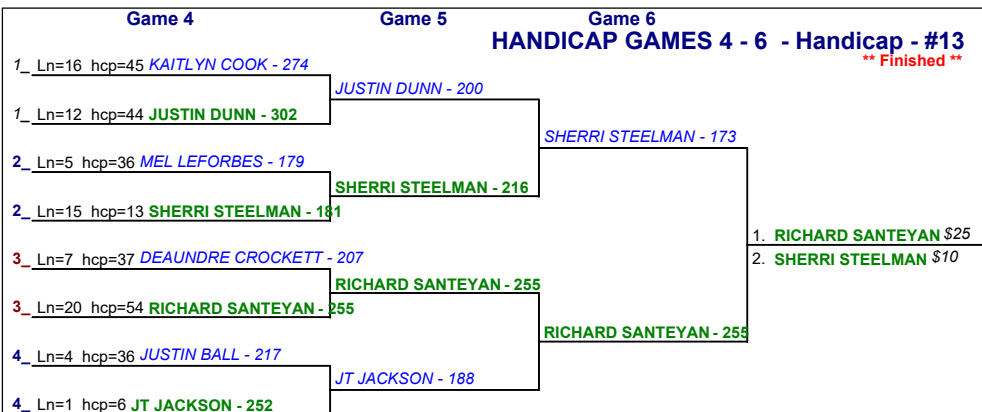 Game 4 Game 5 Game 6
HANDICAP GAMES 4 - 6 - Handicap - #13
** Finished **
1_ Ln=16 hcp=45 KAITLYN COOK - 274
JUSTIN DUNN - 200
1_ Ln=12 hcp=44 JUSTIN DUNN - 302
SHERRI STEELMAN - 173
2_ Ln=5 hcp=36 MEL LEFORBES - 179
SHERRI STEELMAN - 216
2_ Ln=15 hcp=13 SHERRI STEELMAN - 181
1. RICHARD SANTEYAN $25
3_ Ln=7 hcp=37 DEAUNDRE CROCKETT - 207
2. SHERRI STEELMAN $10
RICHARD SANTEYAN - 255
3_ Ln=20 hcp=54 RICHARD SANTEYAN - 255
RICHARD SANTEYAN - 255
4_ Ln=4 hcp=36 JUSTIN BALL - 217
JT JACKSON - 188
4_ Ln=1 hcp=6 JT JACKSON - 252